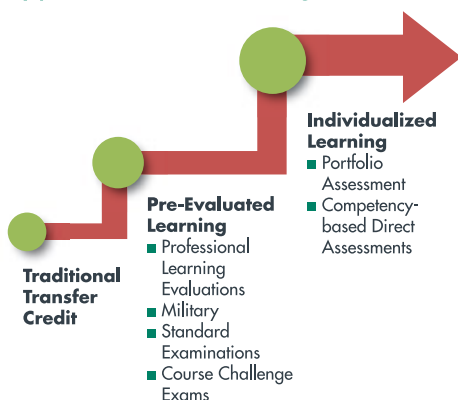 Traditional
Transfer
Credit
Pre-Evaluated
Learning
Professional
Learning
Evaluations
Military
Standard
Examinations
Course Challenge
Exams
Individualized
Learning
Portfolio
Assessment
Competency-
based Direct
Assessments